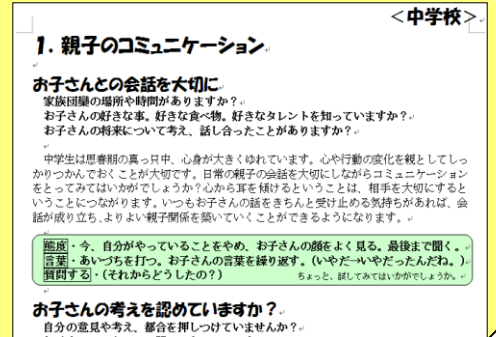 <中学校>
1. 親子のコミュニケーション
お子さんとの会話を大切に
家族団欒の場所や時間がありますか？
お子さんの好きな事。好きな食べ物。好きなタレントを知っていますか？
お子さんの将来について考え、話し合ったことがありますか？
中学生は思春期の真っ只中、心身が大きくゆれています。心や行動の変化を親としてしっ
かりつかんでおくことが大切です。日常の親子の会話を大切にしながらコミュニケーション
をとってみてはいかがでしょうか？心から耳を傾けるということは、相手を大切にすると
いうことにつながります。いつもお子さんの話をきちんと受け止める気持ちがあれば、会
話が成り立ち、よりよい親子関係を築いていくことができるようになります。
態度・今、自分がやっていることをやめ、お子さんの顔をよく見る。最後まで聞く。
言葉・あいづちを打つ。お子さんの言葉を繰り返す。（いやだ→いやだったんだね。）
質問する・（それからどうしたの？） ちょっと、試してみてはいかがでしょうか。
お子さんの考えを認めていますか？
自分の意見や考え、都合を押しつけていませんか？